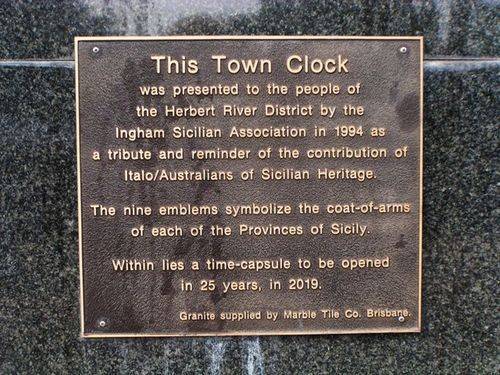 This Town Clock
was presented to the people of
the Herbert River District by the
Ingham Sicilian Association in 1994 as
a tribute and reminder of the contribution of
Italo/Australians of Sicilian Heritage.
The nine emblems symbolize the coat-of-arms
of each of the Provinces of Sicily.
Within lies a time-capsule to be opened
in 25 years, in 2019.
Granite supplied by Marble Tile Co. Brisbane.